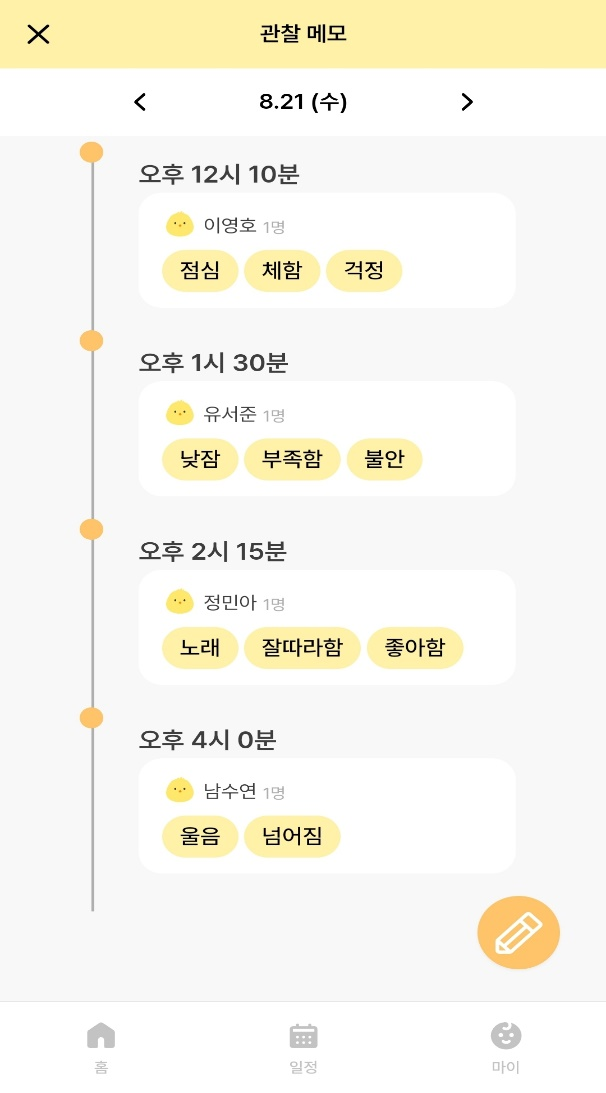 관찰 메모
8.21 (수)
오후 12시 10분
이영호 1명
점심 체함 걱정
오후 1시 30분
유서준 1명
낮잠 부족함 불안
오후 2시 15분
정민아 1명
노래 잘따라함 좋아함
오후 4시 0분
남수연 1명
울음 넘어짐
홈 일정 마이